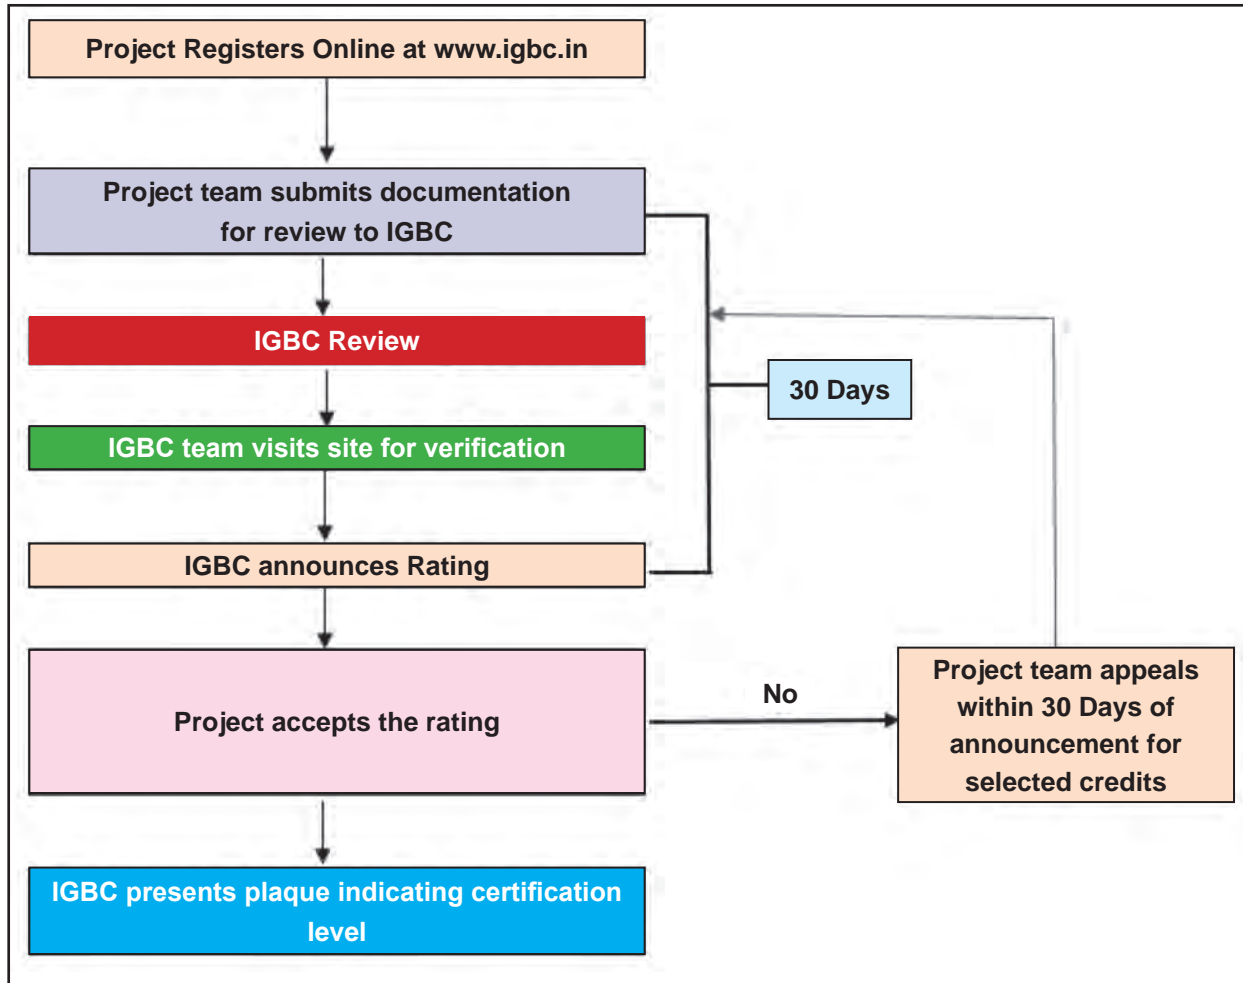 Project Registers Online at www.igbc.in
Project team submits documentation
for review to IGBC
IGBC Review
30 Days
IGBC team visits site for verification
IGBC announces Rating
Project accepts the rating
No
Project team appeals
within 30 Days of
announcement for
selected credits
IGBC presents plaque indicating certification
level